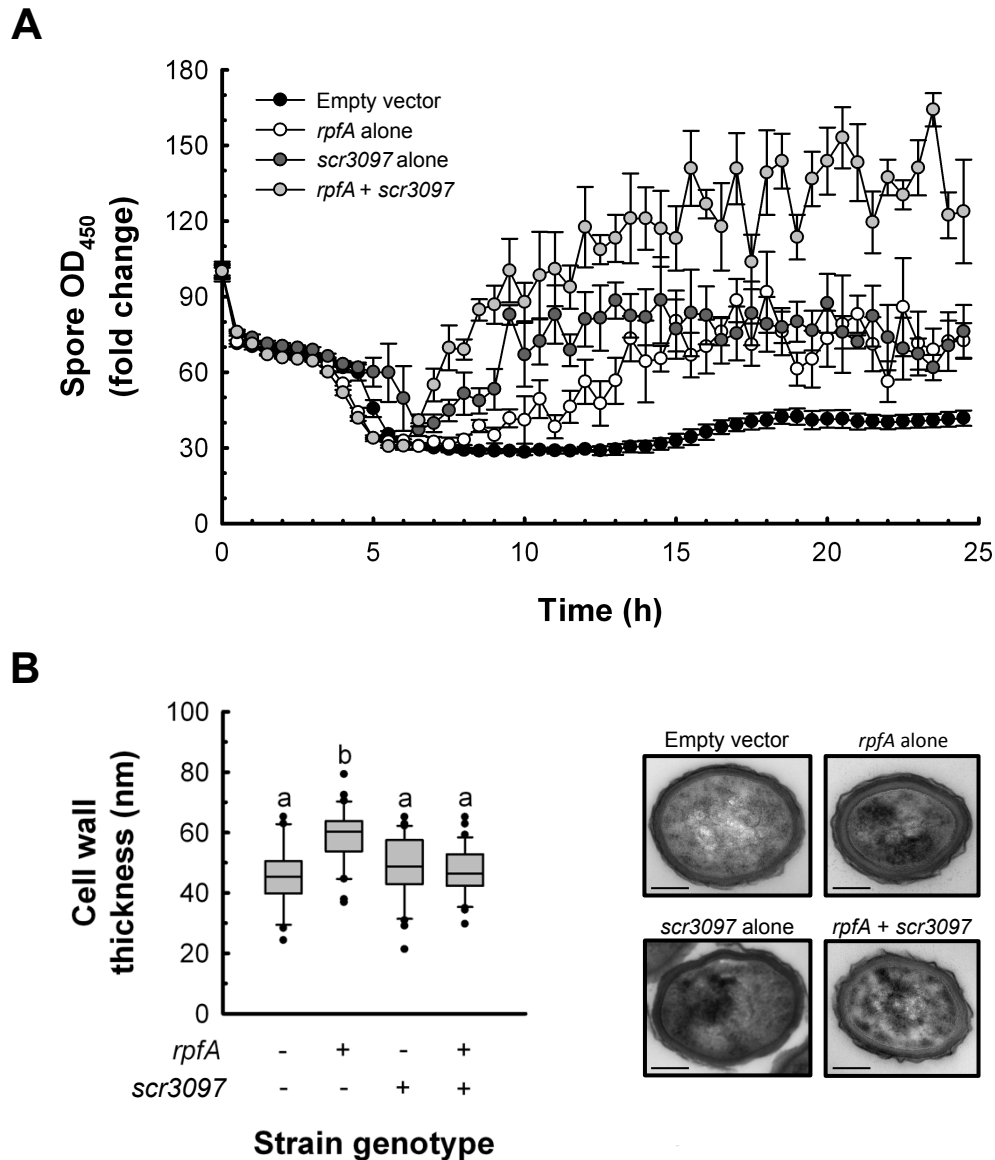 A
180
150
120
90
60
30
0
Spore OD450
(fold change)
Empty vector
rpfA alone
scr3097 alone
rpfA + scr3097
0 5 10 15 20 25
Time (h)
B
100
80
60
40
20
0
Cell wall
thickness (nm)
a b a a
rpfA - + - +
scr3097 - - + +
Strain genotype
Empty vector
rpfA alone
scr3097 alone
rpfA + scr3097